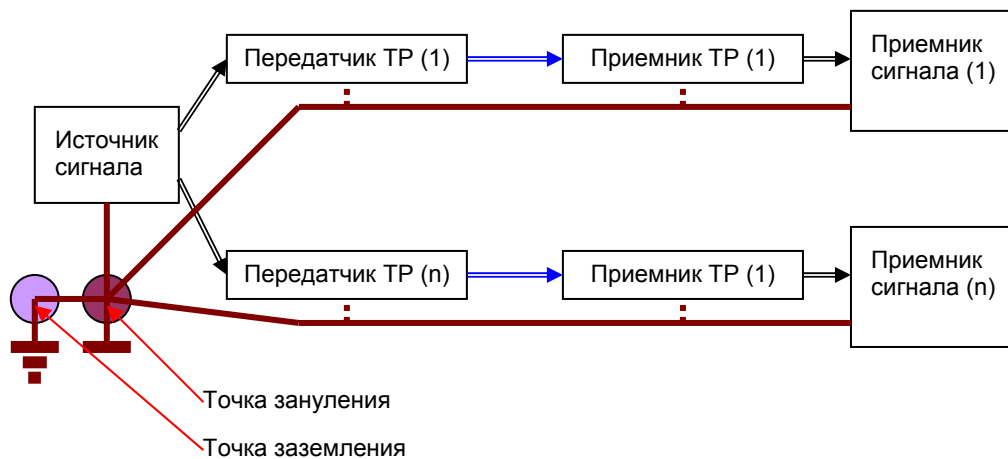 Передатчик ТР (1)
Приемник ТР (1)
Приемник
сигнала (1)
Источник
сигнала
Передатчик ТР (n)
Приемник ТР (1)
Приемник
сигнала (n)
Точка зануления
Точка заземления